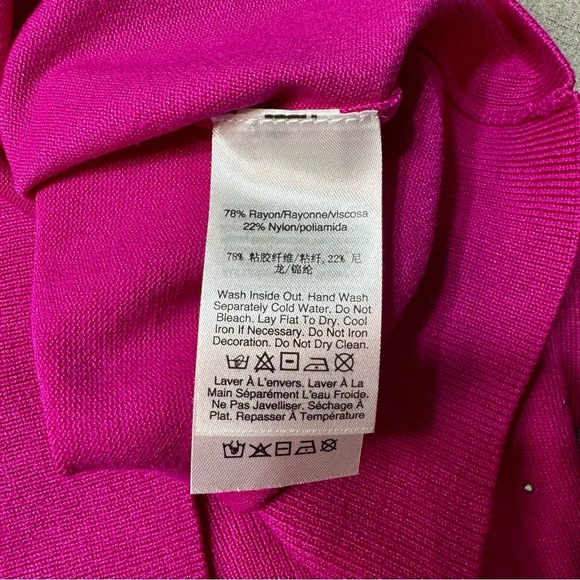 78% Rayon/Rayonne/viscosa
22% Nylon/poliamida
78% 粘胶纤维/粘纤,22% 尼
龙/锦纶
Wash Inside Out. Hand Wash
Separately Cold Water. Do Not
Bleach. Lay Flat To Dry. Cool
Iron If Necessary. Do Not Iron
Decoration. Do Not Dry Clean.
Laver À L'envers. Laver À La
Main Séparément L'eau Froide.
Ne Pas Javelliser. Séchage À
Plat. Repasser À Température